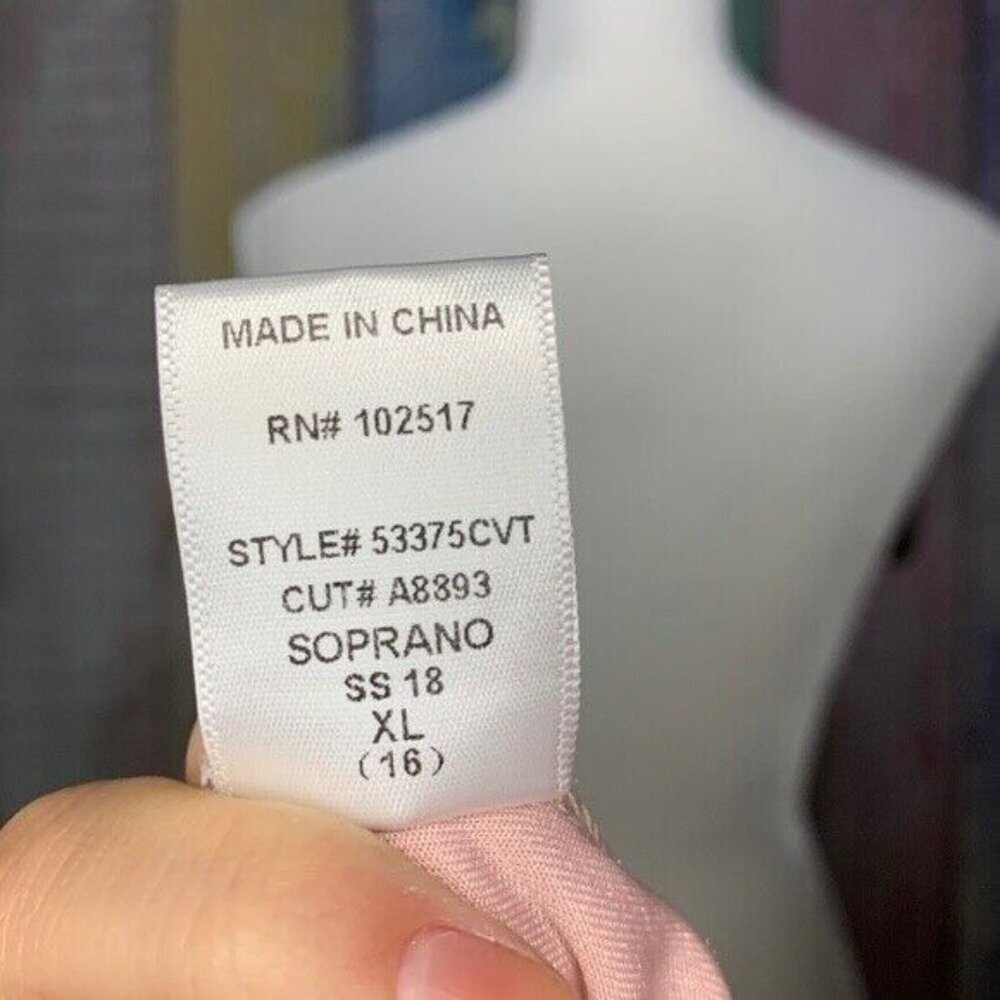 MADE IN CHINA
RN# 102517
STYLE# 53375CVT
CUT# A8893
SOPRANO
SS 18
XL
(16)